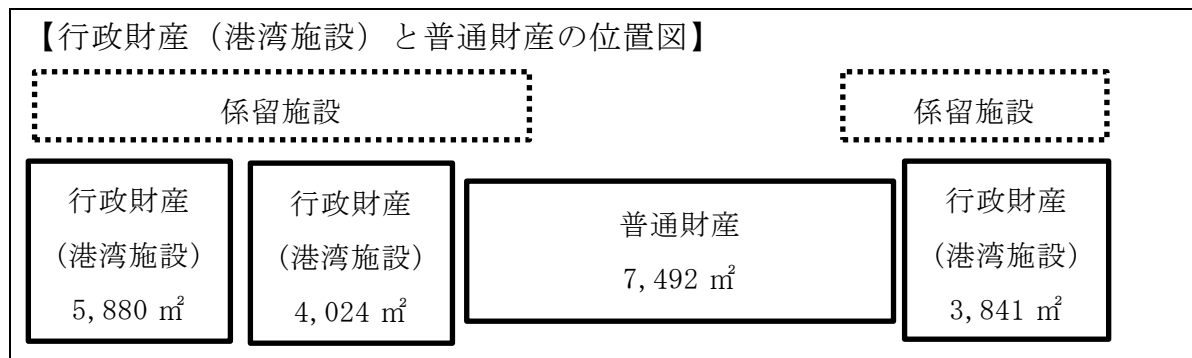 【行政財産（港湾施設）と普通財産の位置図】
係留施設
係留施設
行政財産
(港湾施設)
5,880 ㎡
行政財産
(港湾施設)
4,024 ㎡
普通財産
7,492 ㎡
行政財産
(港湾施設)
3,841 ㎡